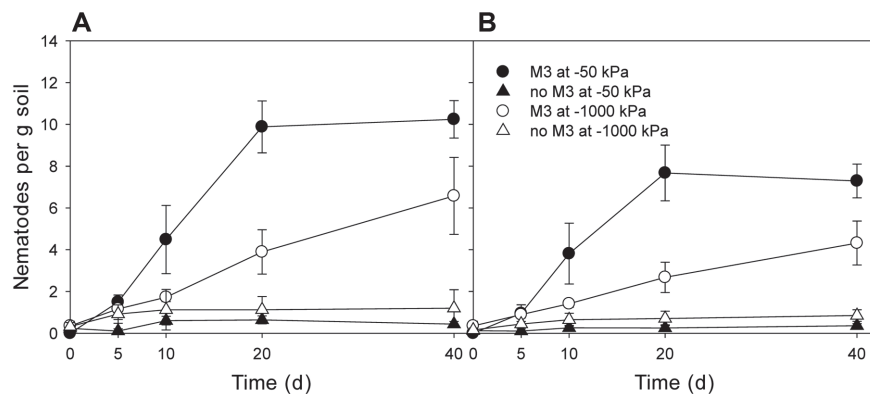 A
B
14
12
10
8
6
4
2
0
Nematodes per g soil
M3 at -50 kPa
no M3 at -50 kPa
M3 at -1000 kPa
no M3 at -1000 kPa
0 5 10 20 40 0 5 10 20 40
Time (d) Time (d)